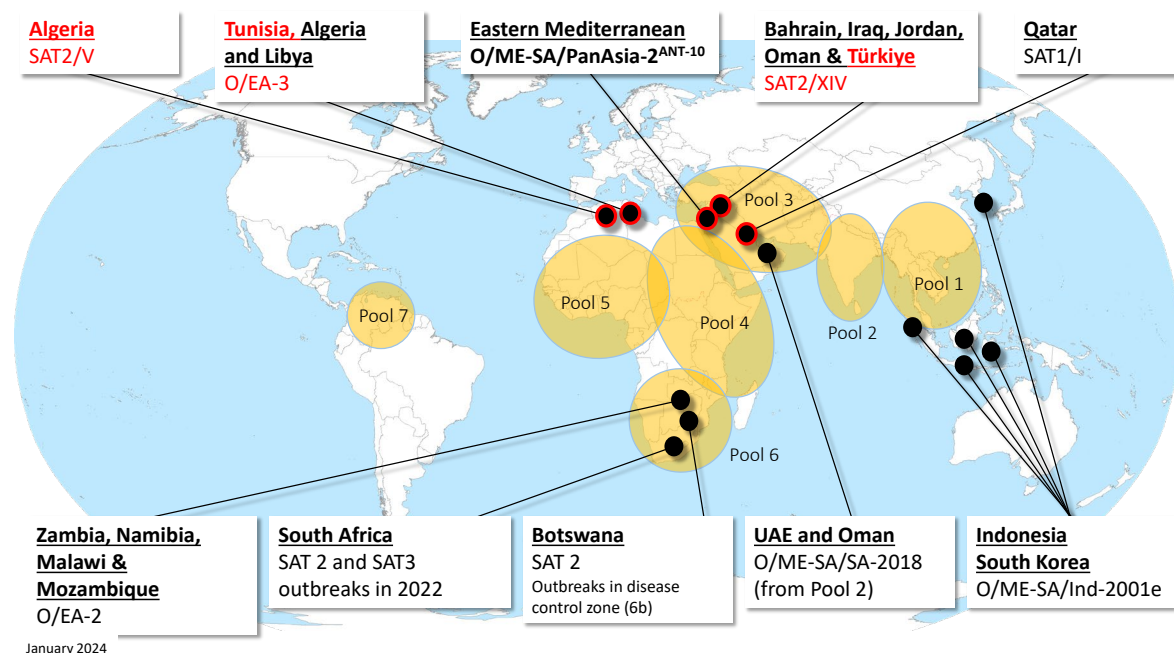 Algeria
SAT2/V
Tunisia, Algeria
and Libya
O/EA-3
Eastern Mediterranean
O/ME-SA/PanAsia-2ANT-10
Bahrain, Iraq, Jordan,
Oman & Türkiye
SAT2/XIV
Qatar
SAT1/I
Pool 3
Pool 5
Pool 4
Pool 1
Pool 7
Pool 2
Pool 6
Zambia, Namibia,
Malawi &
Mozambique
O/EA-2
South Africa
SAT 2 and SAT3
outbreaks in 2022
Botswana
SAT 2
Outbreaks in disease
control zone (6b)
UAE and Oman
O/ME-SA/SA-2018
(from Pool 2)
Indonesia
South Korea
O/ME-SA/Ind-2001e
January 2024